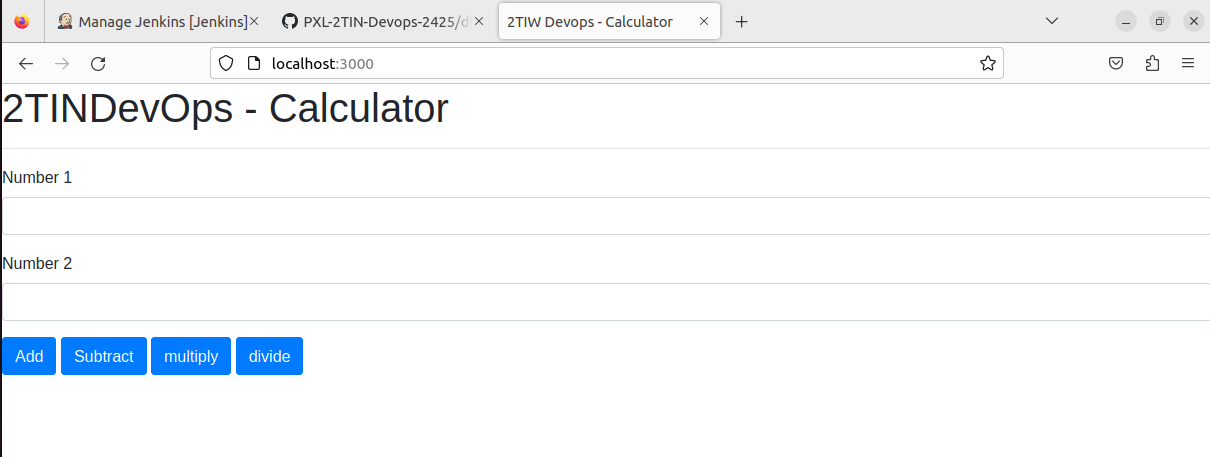 Manage Jenkins [Jenkins]
PXL-2TIN-Devops-2425/d
2TIW Devops - Calculator
localhost:3000
2TINDevOps - Calculator
Number 1
Number 2
Add Subtract multiply divide